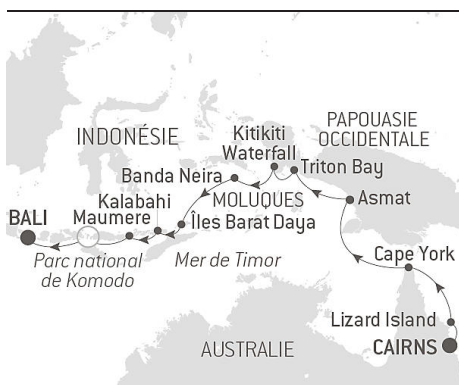 PAPOUASIE
OCCIDENTALE
INDONÉSIE
Kitikiti
Waterfall
Triton Bay
Banda Neira
MOLUQUES
Asmat
Kalabahi
Maumere
Îles Barat Daya
BALI
Parc national
de Komodo
Mer de Timor
Cape York
Lizard Island
AUSTRALIE
CAIRNS